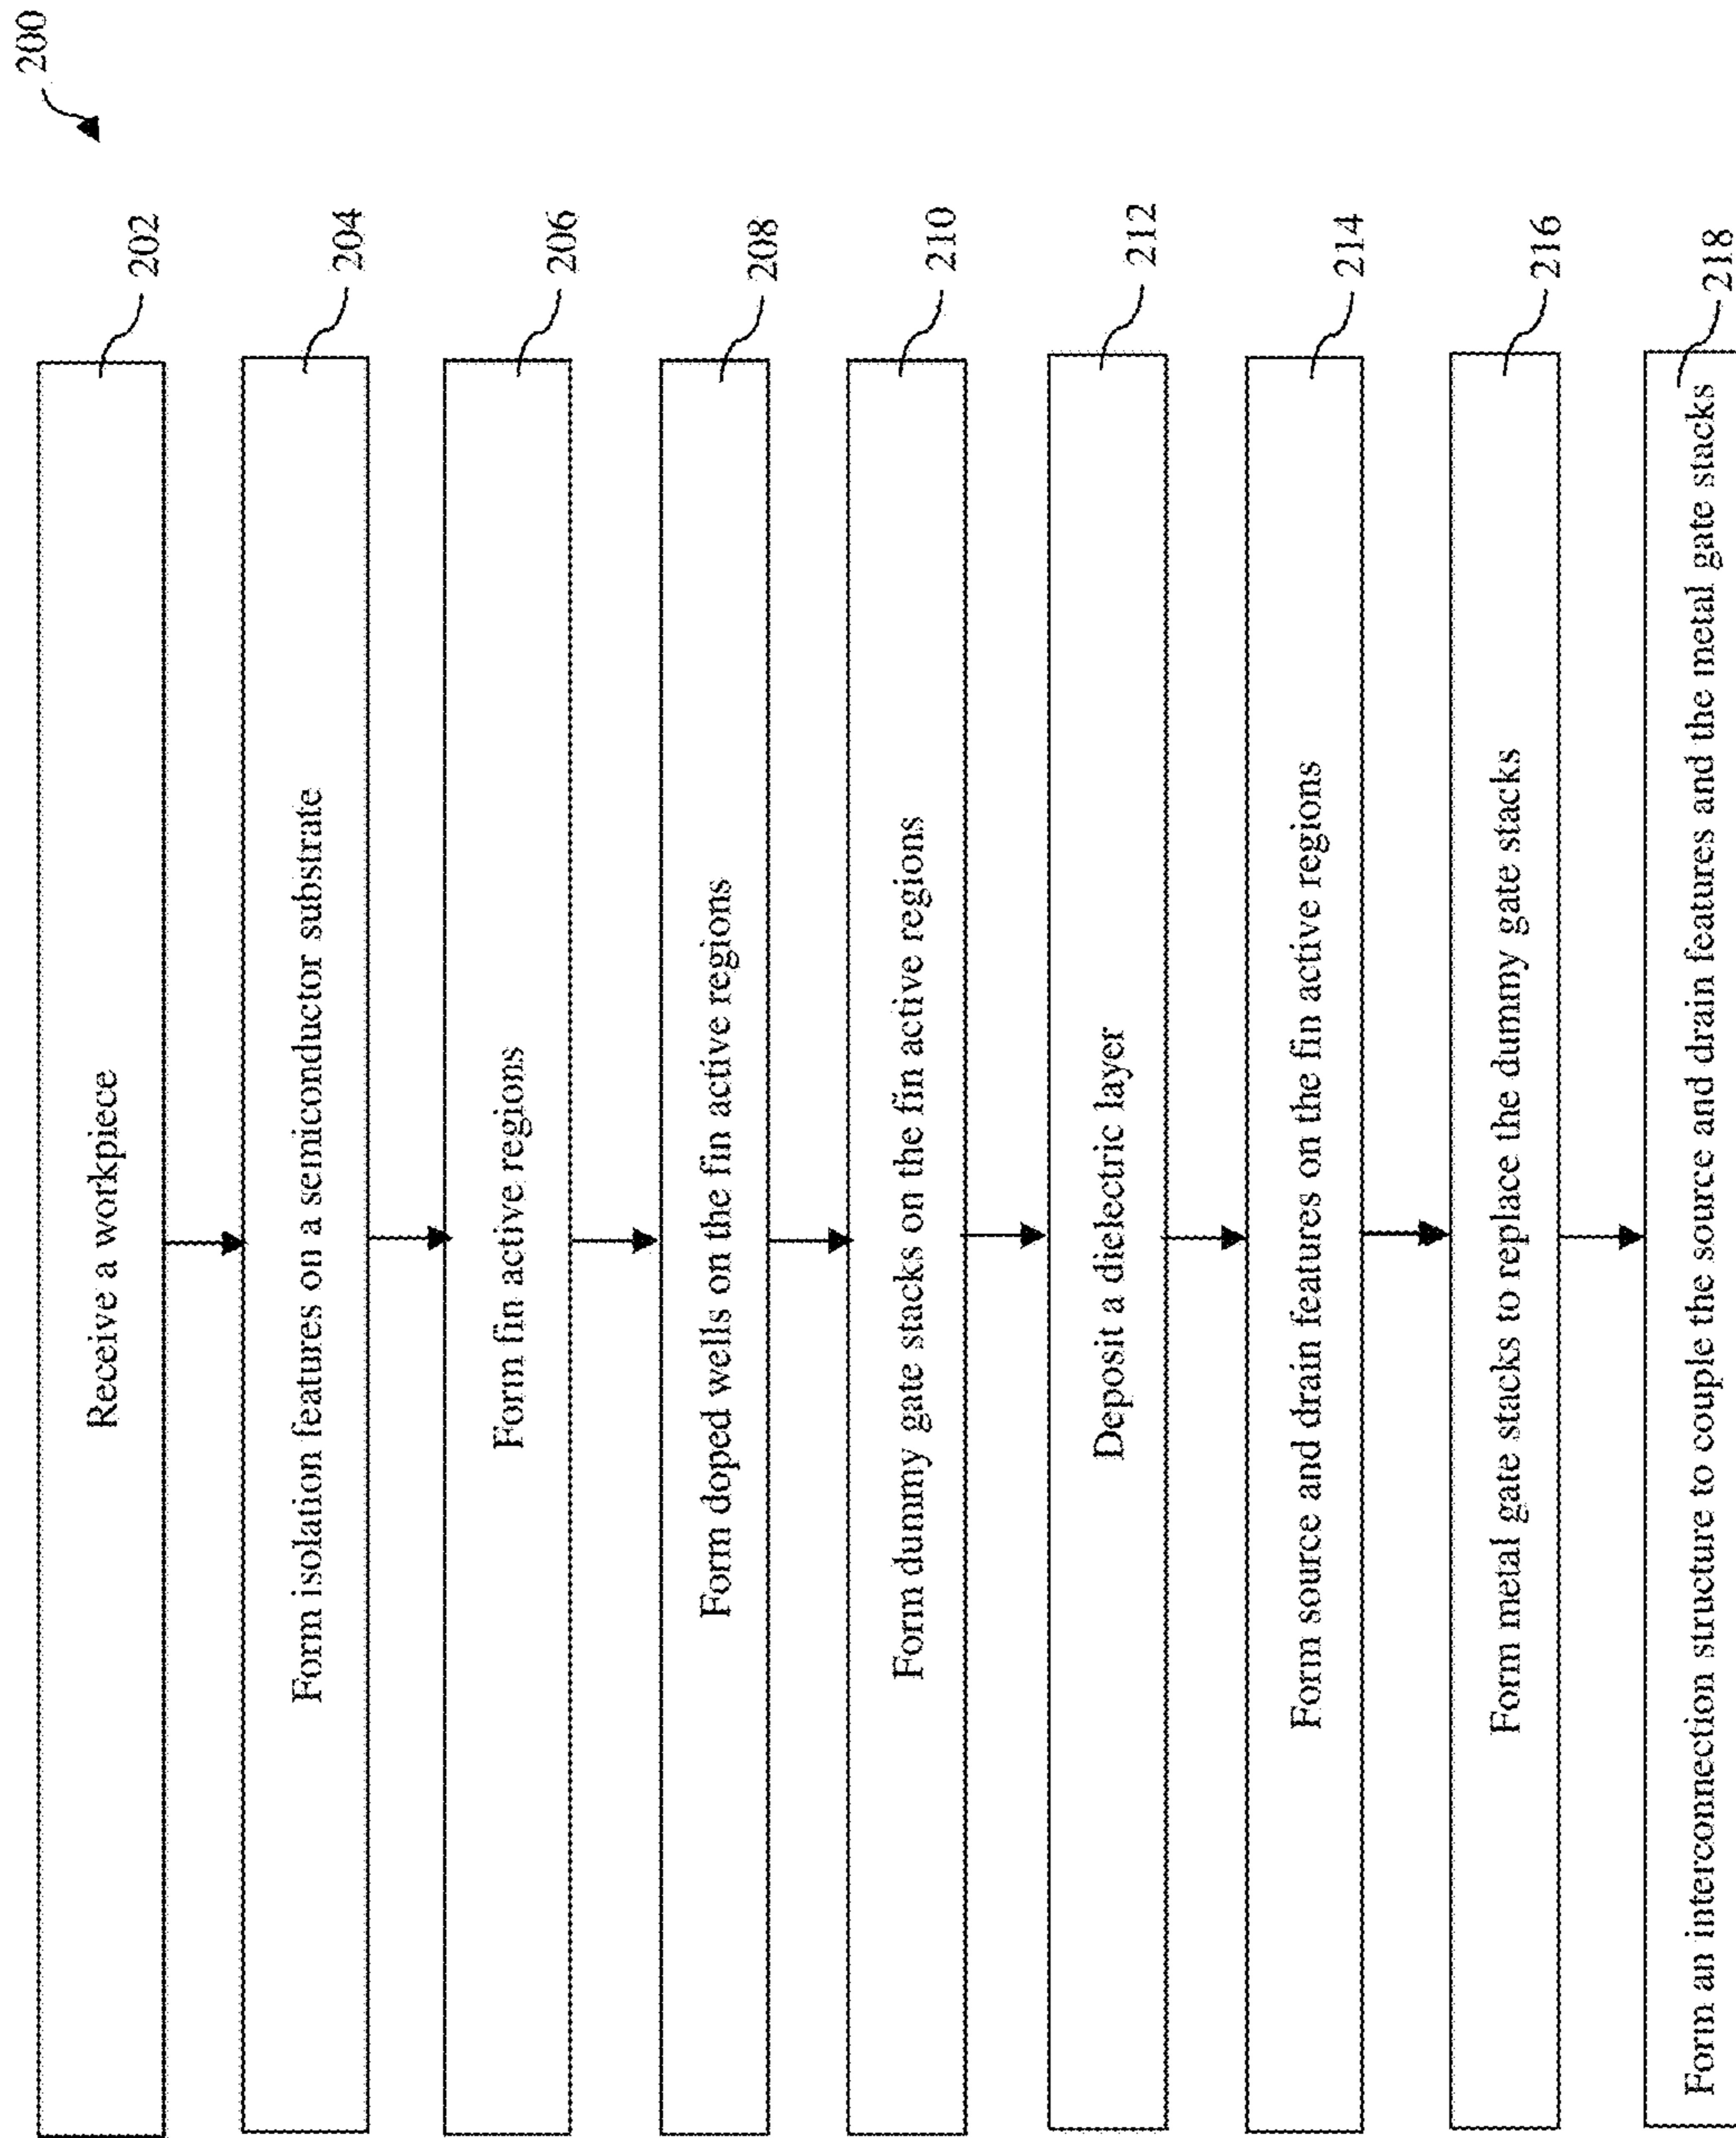 200
Receive a workpiece
202
Form isolation features on a semiconductor substrate
204
Form fin active regions
206
Form doped wells on the fin active regions
208
Form dummy gate stacks on the fin active regions
210
Deposit a dielectric layer
212
Form source and drain features on the fin active regions
214
Form metal gate stacks to replace the dummy gate stacks
216
Form an interconnection structure to couple the source and drain features and the metal gate stacks
218